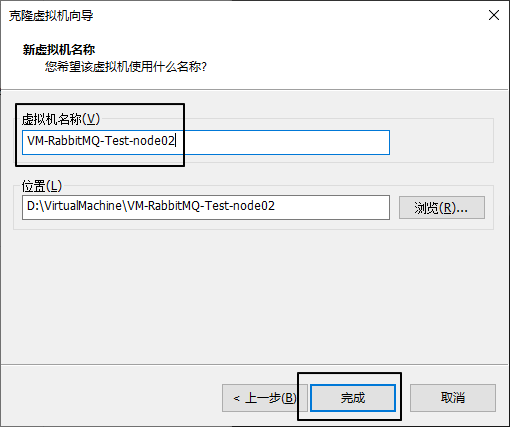 克隆虚拟机向导
新虚拟机名称
您希望该虚拟机使用什么名称?
虚拟机名称(V)
VM-RabbitMQ-Test-node02
位置(L)
D:\VirtualMachine\VM-RabbitMQ-Test-node02
浏览(R)...
< 上一步(B) 完成 取消